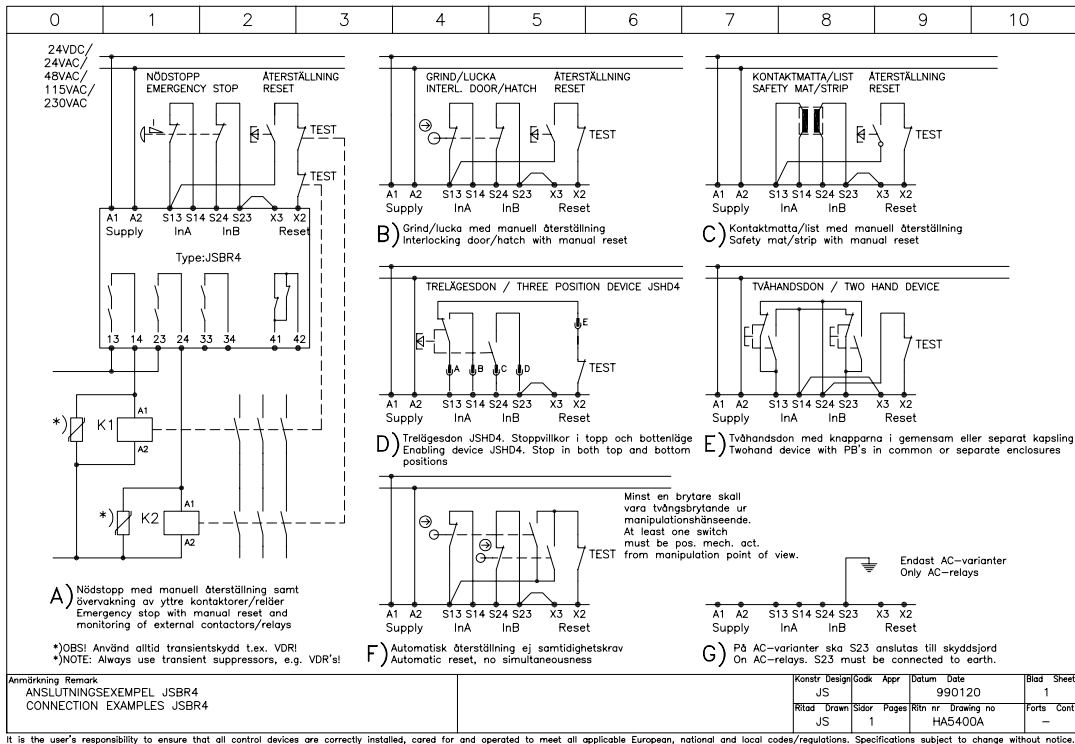 0 1 2 3 4 5 6 7 8 9 10
24VDC/
24VAC/
48VAC/
115VAC/
230VAC
NÖDSTOPP
EMERGENCY STOP
ÅTERSTÄLLNING
RESET
TEST
TEST
A1 A2 S13 S14 S24 S23 X3 X2
Supply InA InB Reset
Type:JSBR4
13 14 23 24 33 34 41 42
*)
K1
A1
A2
*)
K2
A1
A2
A) Nödstopp med manuell återställning samt
övervakning av yttre kontaktorer/reläer
Emergency stop with manual reset and
monitoring of external contactors/relays
*)OBS! Använd alltid transientskydd t.ex. VDR!
*)NOTE: Always use transient suppressors, e.g. VDR's!
GRIND/LUCKA
INTERL. DOOR/HATCH
ÅTERSTÄLLNING
RESET
TEST
A1 A2 S13 S14 S24 S23 X3 X2
Supply InA InB Reset
B) Grind/lucka med manuell återställning
Interlocking door/hatch with manual reset
KONTAKTMATTA/LIST
SAFETY MAT/STRIP
ÅTERSTÄLLNING
RESET
TEST
A1 A2 S13 S14 S24 S23 X3 X2
Supply InA InB Reset
C) Kontaktmatta/list med manuell återställning
Safety mat/strip with manual reset
TRELÄGESDON / THREE POSITION DEVICE JSHD4
E
TEST
A B C D
A1 A2 S13 S14 S24 S23 X3 X2
Supply InA InB Reset
D) Trelägesdon JSHD4. Stoppvillkor i topp och bottenläge
Enabling device JSHD4. Stop in both top and bottom
positions
TVÅHANDSDON / TWO HAND DEVICE
TEST
A1 A2 S13 S14 S24 S23 X3 X2
Supply InA InB Reset
E) Tvåhandsdon med knapparna i gemensam eller separat kapsling
Twohand device with PB's in common or separate enclosures
Minst en brytare skall
vara tvångsbrytande ur
manipulationshänseende.
At least one switch
must be pos. mech. act.
from manipulation point of view.
TEST
A1 A2 S13 S14 S24 S23 X3 X2
Supply InA InB Reset
F) Automatisk återställning ej samtidighetskrav
Automatic reset, no simultaneousness
Endast AC-varianter
Only AC-relays
A1 A2 S13 S14 S24 S23 X3 X2
Supply InA InB Reset
G) På AC-varianter ska S23 anslutas till skyddsjord
On AC-relays. S23 must be connected to earth.
Anmärkning Remark
ANSLUTNINGSEXEMPEL JSBR4
CONNECTION EXAMPLES JSBR4
Konstr Design Godk Appr Datum Date Blad Sheet
JS 990120 1
Ritad Drawn Sidor Pages Ritn nr Drawing no Forts Cont
JS 1 HA5400A –
It is the user's responsibility to ensure that all control devices are correctly installed, cared for and operated to meet all applicable European, national and local codes/regulations. Specifications subject to change without notice.